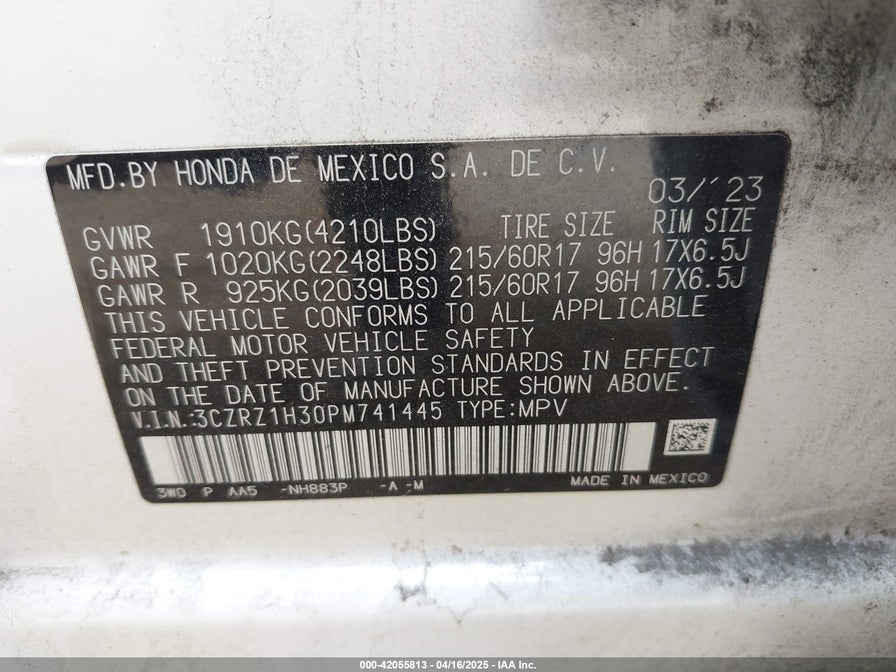 MFD.BY HONDA DE MEXICO S.A. DE C.V.
03/'23
GVWR 1910KG(4210LBS) TIRE SIZE RIM SIZE
GAWR F 1020KG(2248LBS) 215/60R17 96H 17X6.5J
GAWR R 925KG(2039LBS) 215/60R17 96H 17X6.5J
THIS VEHICLE CONFORMS TO ALL APPLICABLE
FEDERAL MOTOR VEHICLE SAFETY
AND THEFT PREVENTION STANDARDS IN EFFECT
ON THE DATE OF MANUFACTURE SHOWN ABOVE.
V.I.N.:3CZRZ1H30PM741445 TYPE:MPV
3W0 P AA5 -NH883P -A -M MADE IN MEXICO
000-42055813 - 04/16/2025 - IAA Inc.